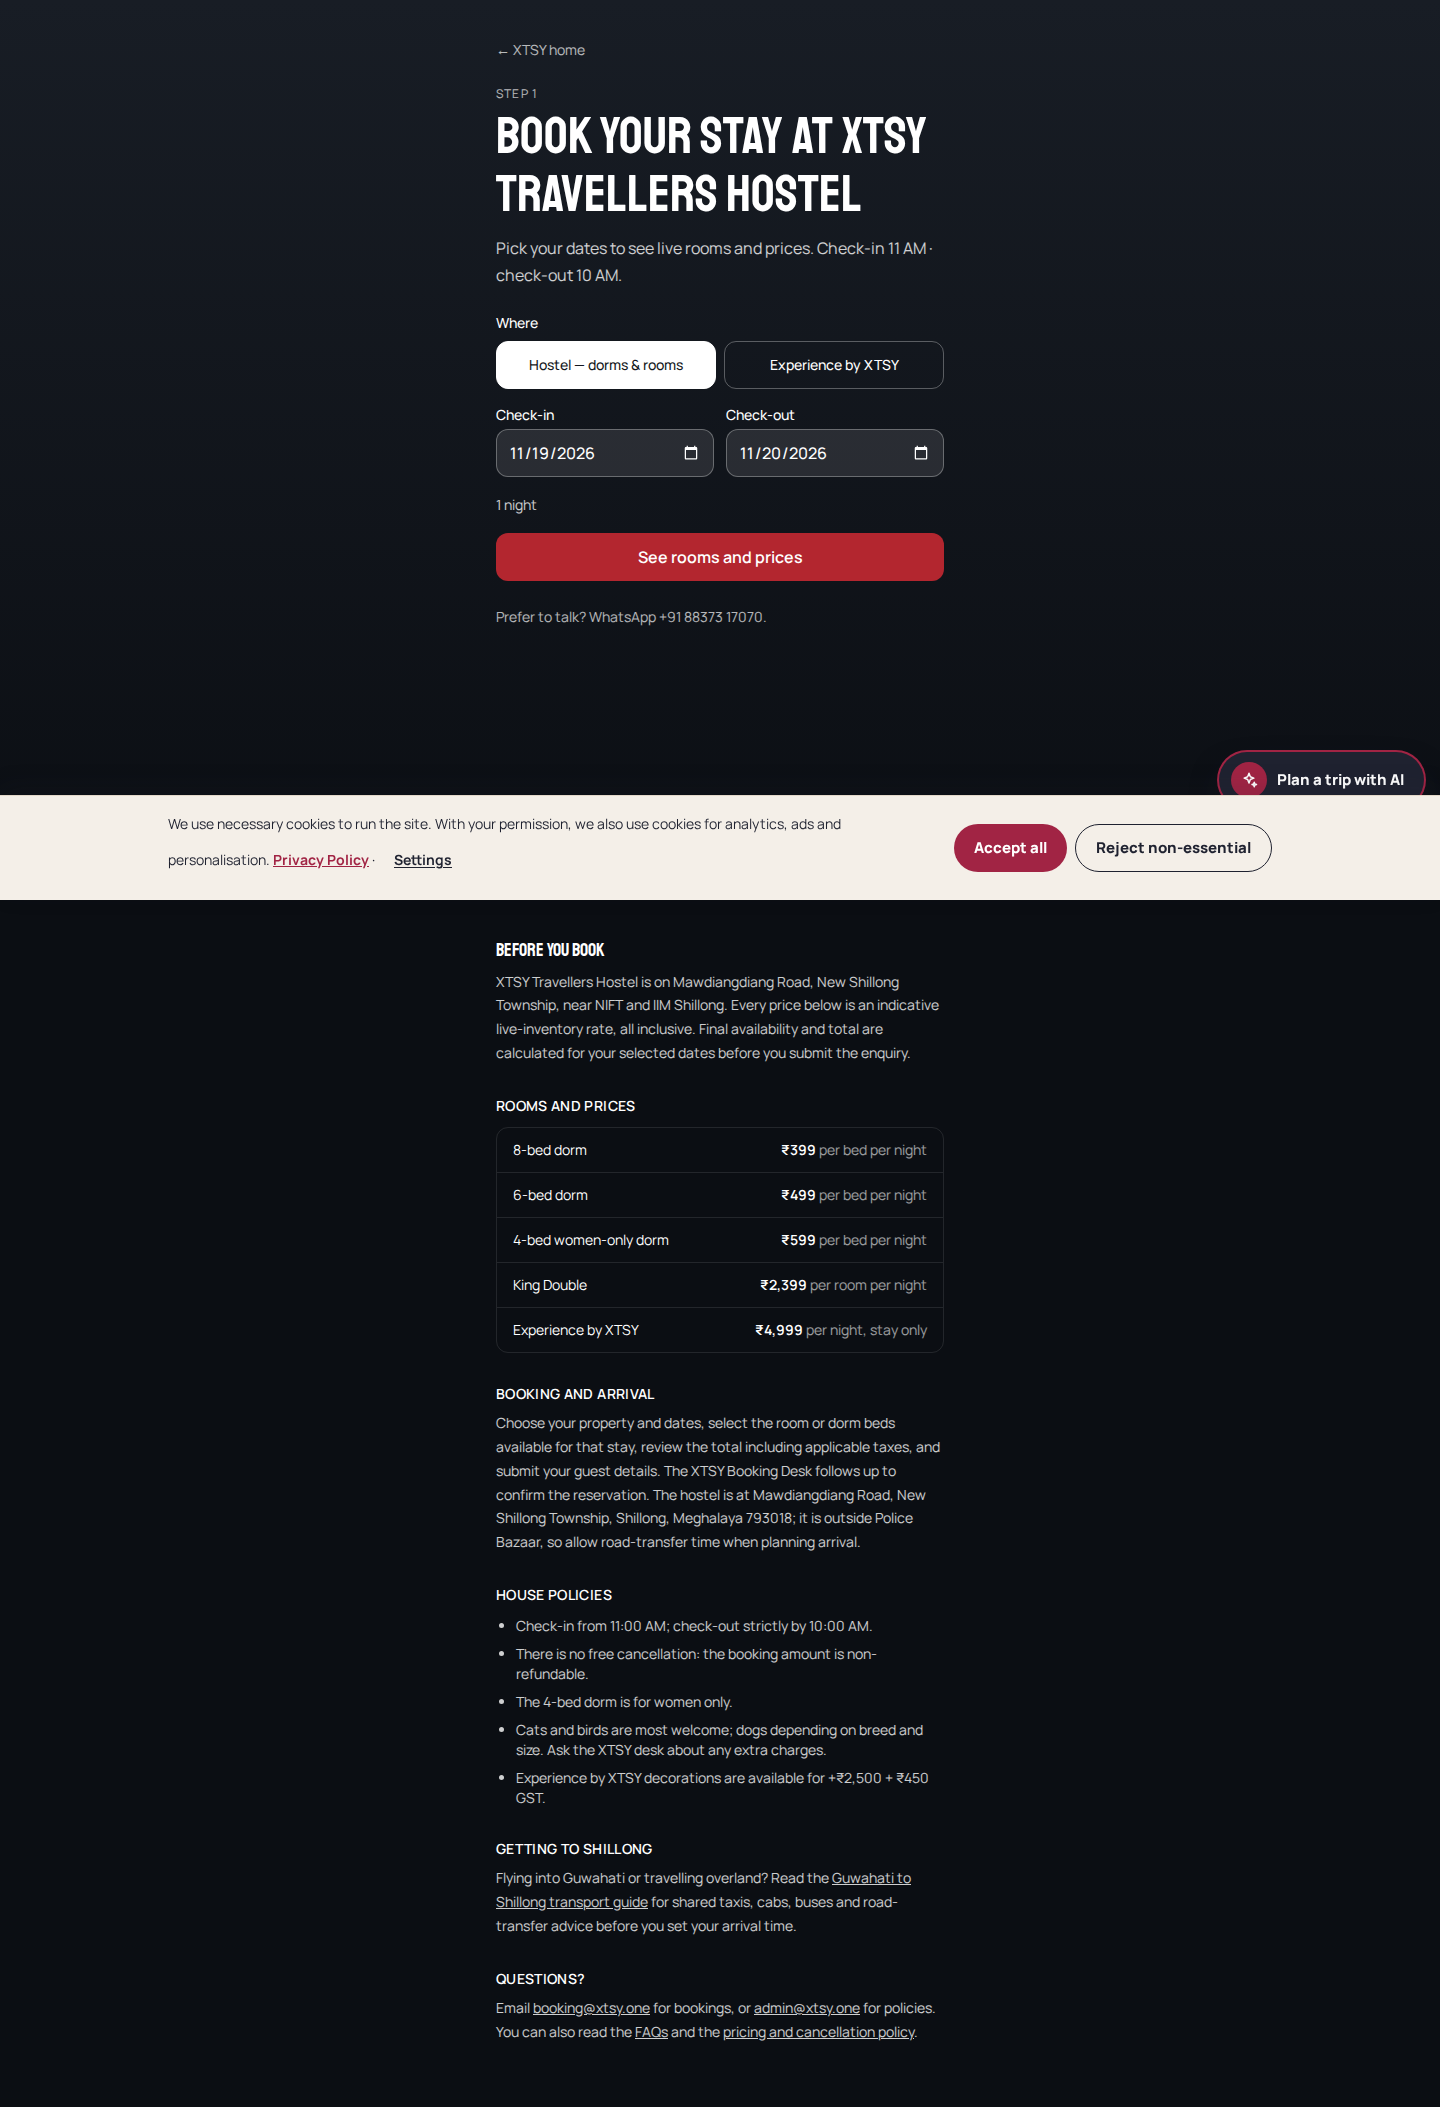 ← XTSY home
STEP 1
BOOK YOUR STAY AT XTSY
TRAVELLERS HOSTEL
Pick your dates to see live rooms and prices. Check-in 11 AM ·
check-out 10 AM.
Where
Hostel — dorms & rooms
Experience by XTSY
Check-in
Check-out
11/19/2026
11/20/2026
1 night
See rooms and prices
Prefer to talk? WhatsApp +91 88373 17070.
Plan a trip with AI
We use necessary cookies to run the site. With your permission, we also use cookies for analytics, ads and
personalisation. Privacy Policy · Settings
Accept all
Reject non-essential
BEFORE YOU BOOK
XTSY Travellers Hostel is on Mawdiangdiang Road, New Shillong
Township, near NIFT and IIM Shillong. Every price below is an indicative
live-inventory rate, all inclusive. Final availability and total are
calculated for your selected dates before you submit the enquiry.
ROOMS AND PRICES
8-bed dorm ₹399 per bed per night
6-bed dorm ₹499 per bed per night
4-bed women-only dorm ₹599 per bed per night
King Double ₹2,399 per room per night
Experience by XTSY ₹4,999 per night, stay only
BOOKING AND ARRIVAL
Choose your property and dates, select the room or dorm beds
available for that stay, review the total including applicable taxes, and
submit your guest details. The XTSY Booking Desk follows up to
confirm the reservation. The hostel is at Mawdiangdiang Road, New
Shillong Township, Shillong, Meghalaya 793018; it is outside Police
Bazaar, so allow road-transfer time when planning arrival.
HOUSE POLICIES
• Check-in from 11:00 AM; check-out strictly by 10:00 AM.
• There is no free cancellation: the booking amount is non-
refundable.
• The 4-bed dorm is for women only.
• Cats and birds are most welcome; dogs depending on breed and
size. Ask the XTSY desk about any extra charges.
• Experience by XTSY decorations are available for +₹2,500 + ₹450
GST.
GETTING TO SHILLONG
Flying into Guwahati or travelling overland? Read the Guwahati to
Shillong transport guide for shared taxis, cabs, buses and road-
transfer advice before you set your arrival time.
QUESTIONS?
Email booking@xtsy.one for bookings, or admin@xtsy.one for policies.
You can also read the FAQs and the pricing and cancellation policy.